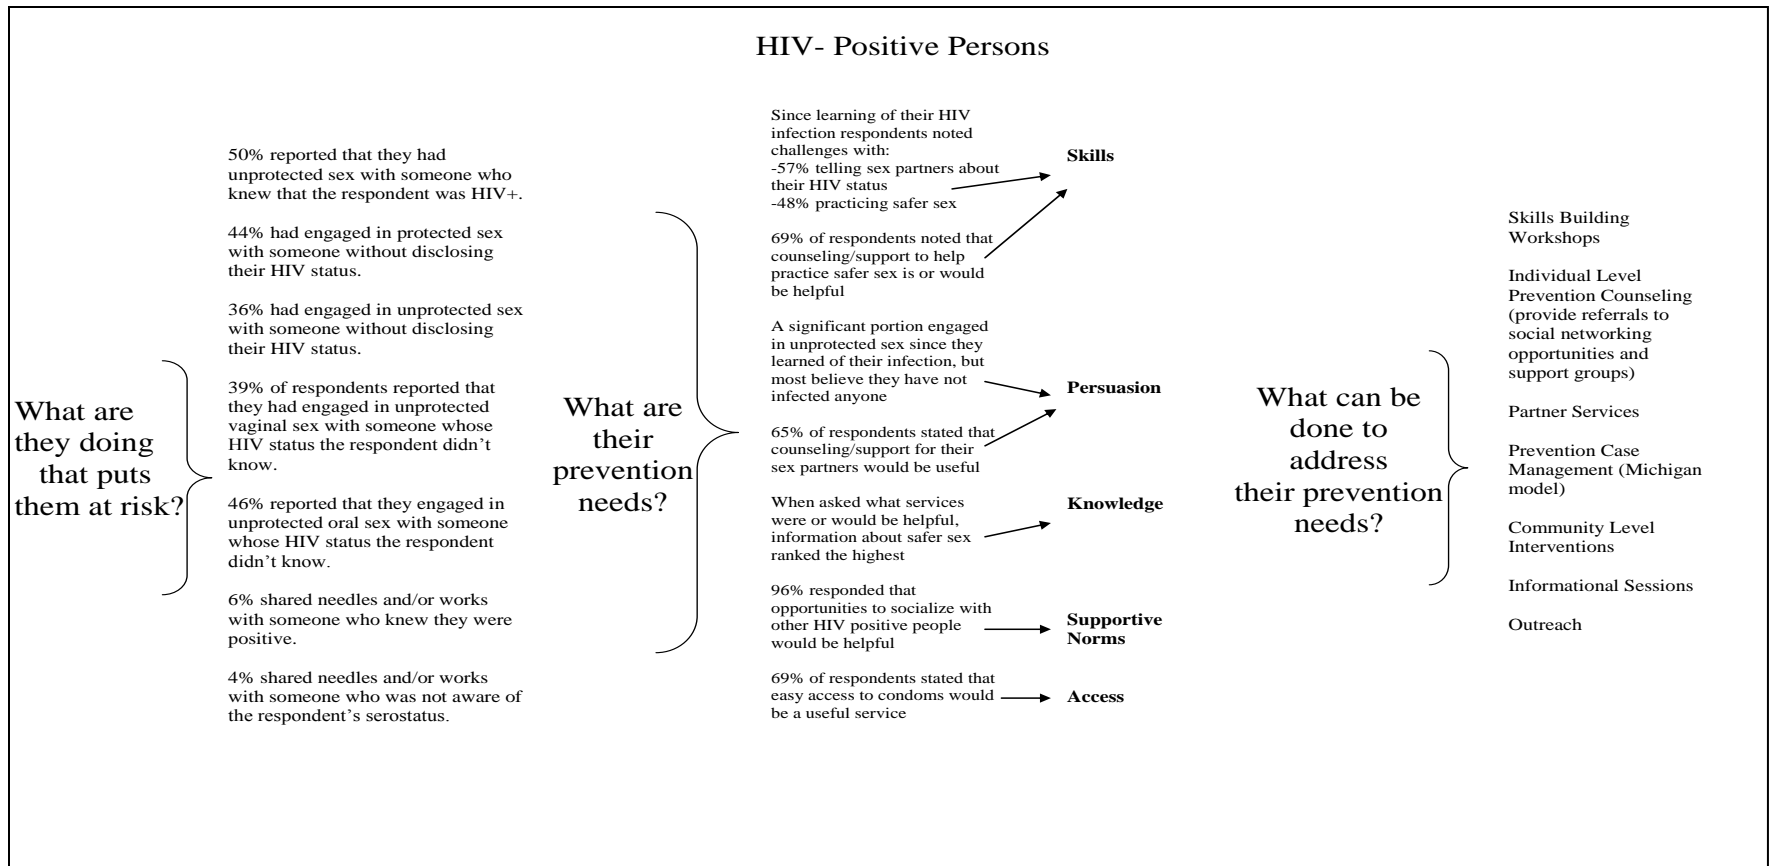 HIV- Positive Persons
What are
they doing
that puts
them at risk?
50% reported that they had
unprotected sex with someone who
knew that the respondent was HIV+.
44% had engaged in protected sex
with someone without disclosing
their HIV status.
36% had engaged in unprotected sex
with someone without disclosing
their HIV status.
39% of respondents reported that
they had engaged in unprotected
vaginal sex with someone whose
HIV status the respondent didn’t
know.
46% reported that they engaged in
unprotected oral sex with someone
whose HIV status the respondent
didn’t know.
6% shared needles and/or works
with someone who knew they were
positive.
4% shared needles and/or works
with someone who was not aware of
the respondent’s serostatus.
What are
their
prevention
needs?
Since learning of their HIV
infection respondents noted
challenges with:
-57% telling sex partners about
their HIV status
-48% practicing safer sex
69% of respondents noted that
counseling/support to help
practice safer sex is or would
be helpful
Skills
A significant portion engaged
in unprotected sex since they
learned of their infection, but
most believe they have not
infected anyone
65% of respondents stated that
counseling/support for their
sex partners would be useful
Persuasion
When asked what services
were or would be helpful,
information about safer sex
ranked the highest
Knowledge
96% responded that
opportunities to socialize with
other HIV positive people
would be helpful
Supportive
Norms
69% of respondents stated that
easy access to condoms would
be a useful service
Access
What can be
done to
address
their prevention
needs?
Skills Building
Workshops
Individual Level
Prevention Counseling
(provide referrals to
social networking
opportunities and
support groups)
Partner Services
Prevention Case
Management (Michigan
model)
Community Level
Interventions
Informational Sessions
Outreach